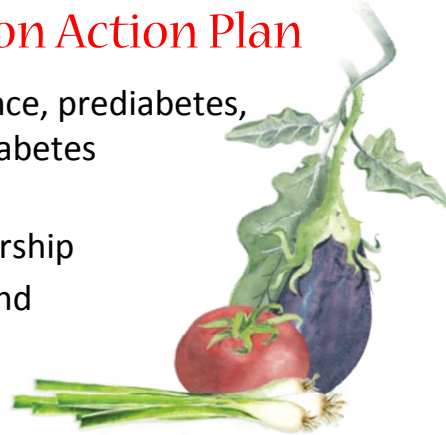 on Action Plan
nce, prediabetes,
abetes
rship
nd